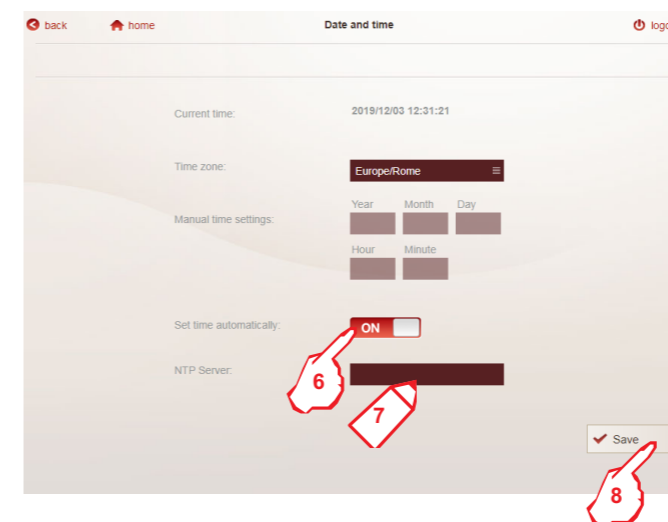 back home Date and time
Current time: 2019/12/03 12:31:21
Time zone: Europe/Rome
Year Month Day
Manual time settings:
Hour Minute
Set time automatically: ON
6
NTP Server:
7
Save
8